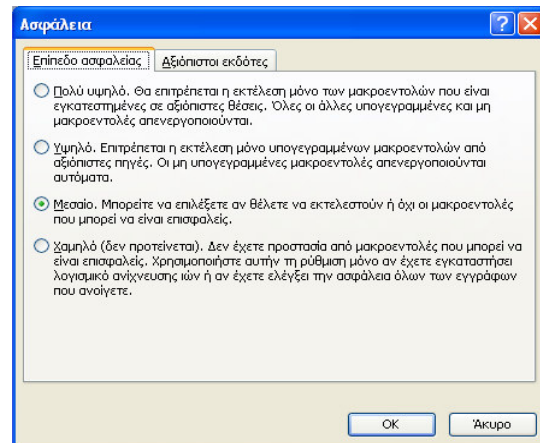 Ασφάλεια
Επίπεδο ασφαλείας Αξιόπιστοι εκδότες
Πολύ υψηλό. Θα επιτρέπεται η εκτέλεση μόνο των μακροεντολών που είναι
εγκατεστημένες σε αξιόπιστες θέσεις. Όλες οι άλλες υπογεγραμμένες και μη
μακροεντολές απενεργοποιούνται.
Υψηλό. Επιτρέπεται η εκτέλεση μόνο υπογεγραμμένων μακροεντολών από
αξιόπιστες πηγές. Οι μη υπογεγραμμένες μακροεντολές απενεργοποιούνται
αυτόματα.
Μεσαίο. Μπορείτε να επιλέξετε αν θέλετε να εκτελεστούν ή όχι οι μακροεντολές
που μπορεί να είναι επισφαλείς.
Χαμηλό (δεν προτείνεται). Δεν έχετε προστασία από μακροεντολές που μπορεί να
είναι επισφαλείς. Χρησιμοποιήστε αυτήν τη ρύθμιση μόνο αν έχετε εγκαταστήσει
λογισμικό ανίχνευσης ιών ή αν έχετε ελέγξει την ασφάλεια όλων των εγγράφων
που ανοίγετε.
OK Άκυρο